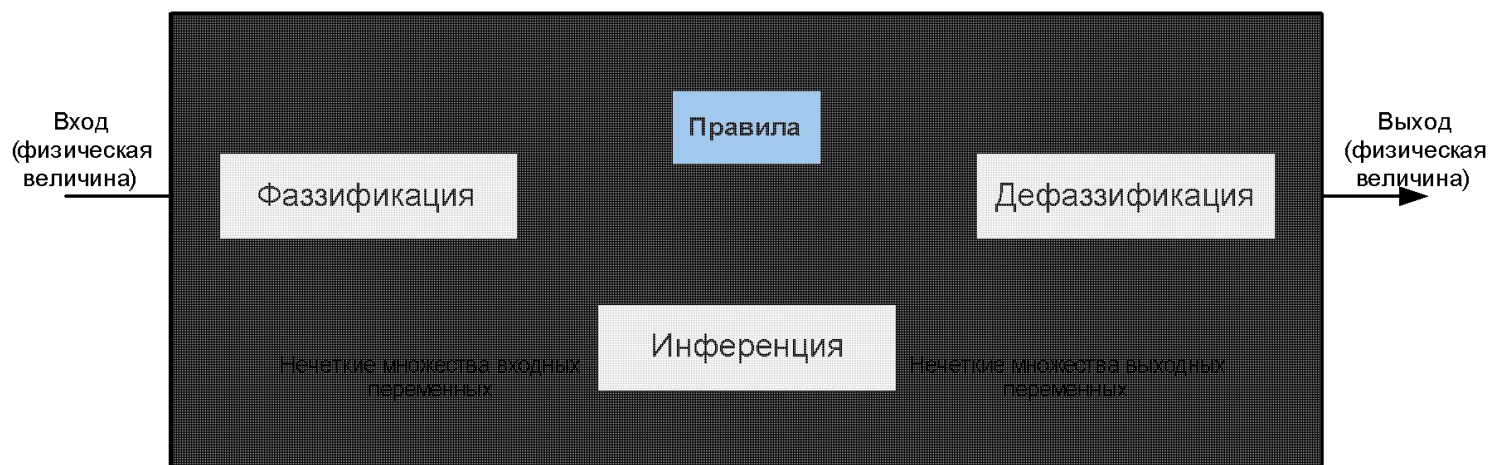 Вход
(физическая
величина)
Правила
Фаззификация
Дефаззификация
Выход
(физическая
величина)
Инференция
Нечеткие множества входных
переменных
Нечеткие множества выходных
переменных